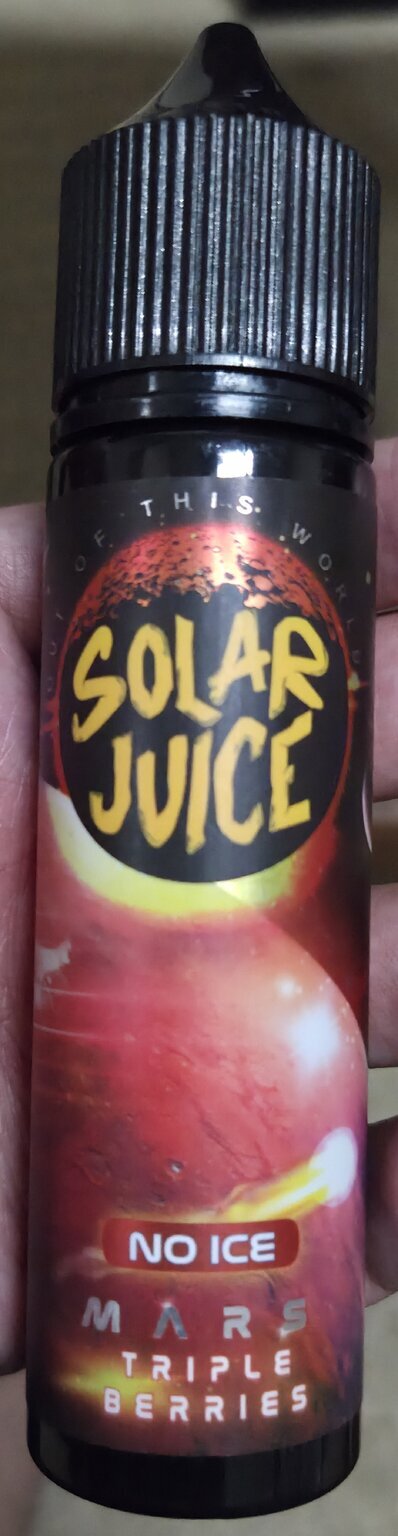 OUT OF THIS WORLD
SOLAR
JUICE
NO ICE
MARS
TRIPLE
BERRIES